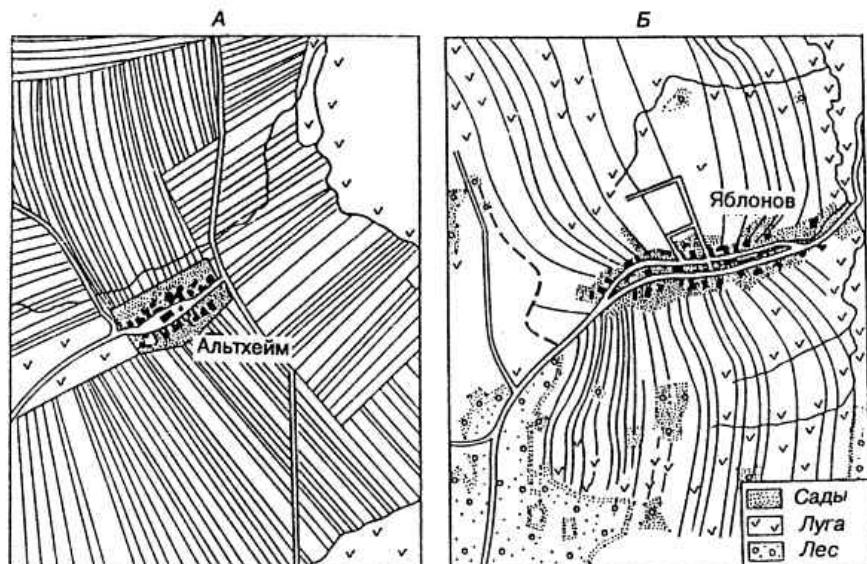 А
Б
Альтхейм
Яблонов
Сады
Луга
Лес